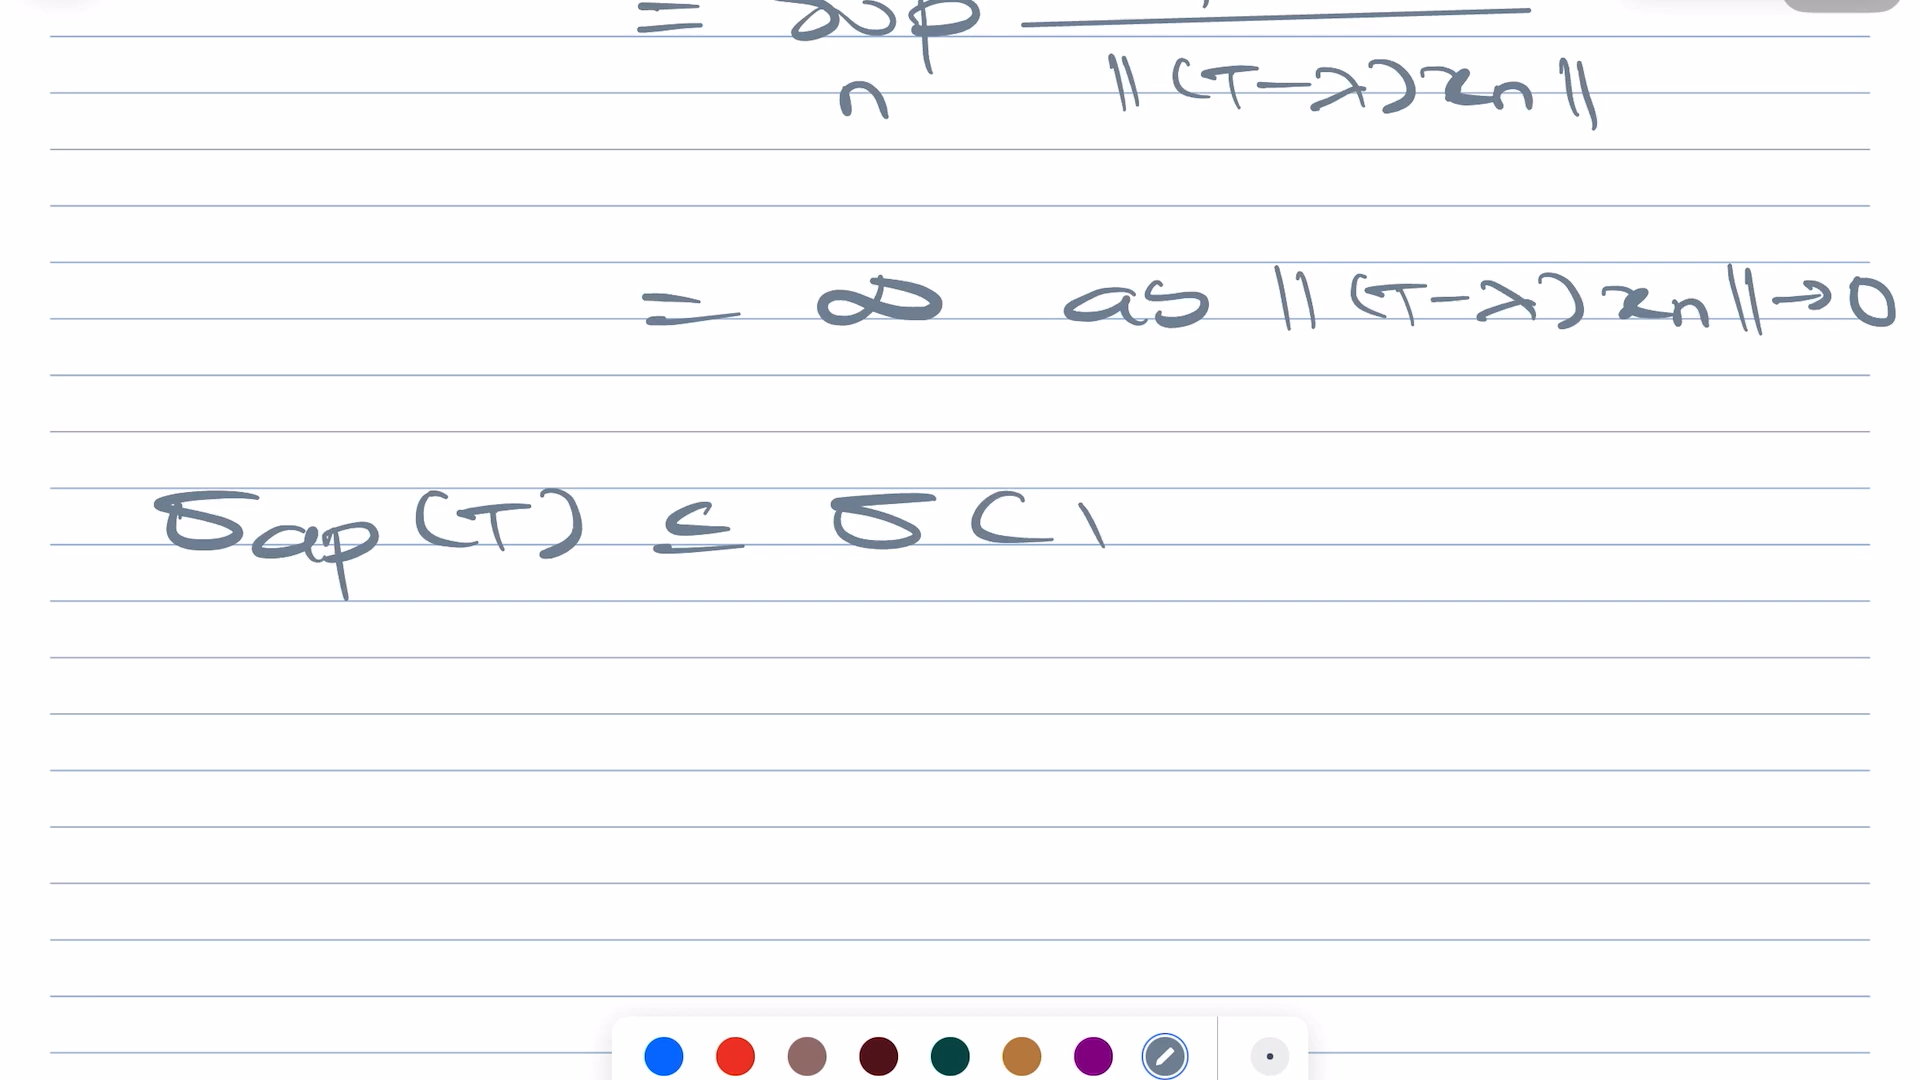 = sup
n ‖(T-λ)xn‖
= ∞ as ‖(T-λ)xn‖→0
σap(T) ⊆ σ(